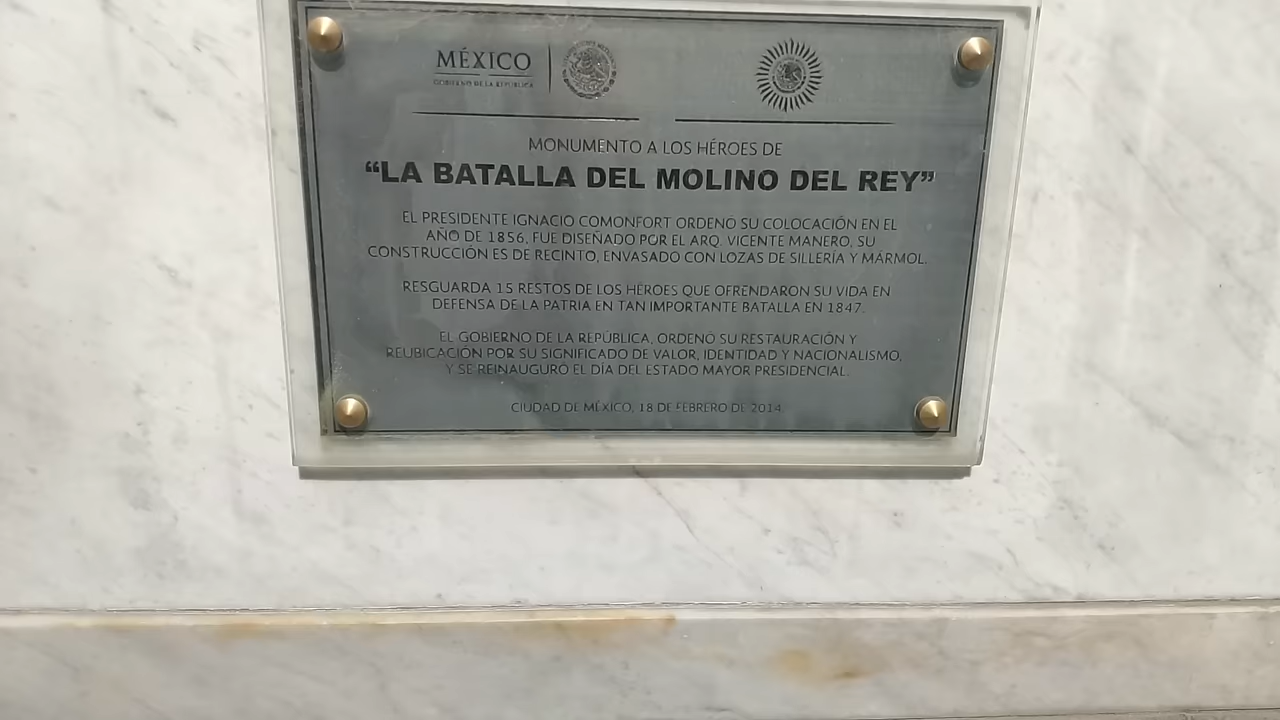 MÉXICO
GOBIERNO DE LA REPÚBLICA
MONUMENTO A LOS HÉROES DE
“LA BATALLA DEL MOLINO DEL REY”
EL PRESIDENTE IGNACIO COMONFORT ORDENÓ SU COLOCACIÓN EN EL
AÑO DE 1856, FUE DISEÑADO POR EL ARQ. VICENTE MANERO, SU
CONSTRUCCIÓN ES DE RECINTO, ENVASADO CON LOZAS DE SILLERÍA Y MÁRMOL.
RESGUARDA 15 RESTOS DE LOS HÉROES QUE OFRENDARON SU VIDA EN
DEFENSA DE LA PATRIA EN TAN IMPORTANTE BATALLA EN 1847.
EL GOBIERNO DE LA REPÚBLICA, ORDENÓ SU RESTAURACIÓN Y
REUBICACIÓN POR SU SIGNIFICADO DE VALOR, IDENTIDAD Y NACIONALISMO,
Y SE REINAUGURÓ EL DÍA DEL ESTADO MAYOR PRESIDENCIAL.
CIUDAD DE MÉXICO, 18 DE FEBRERO DE 2014.